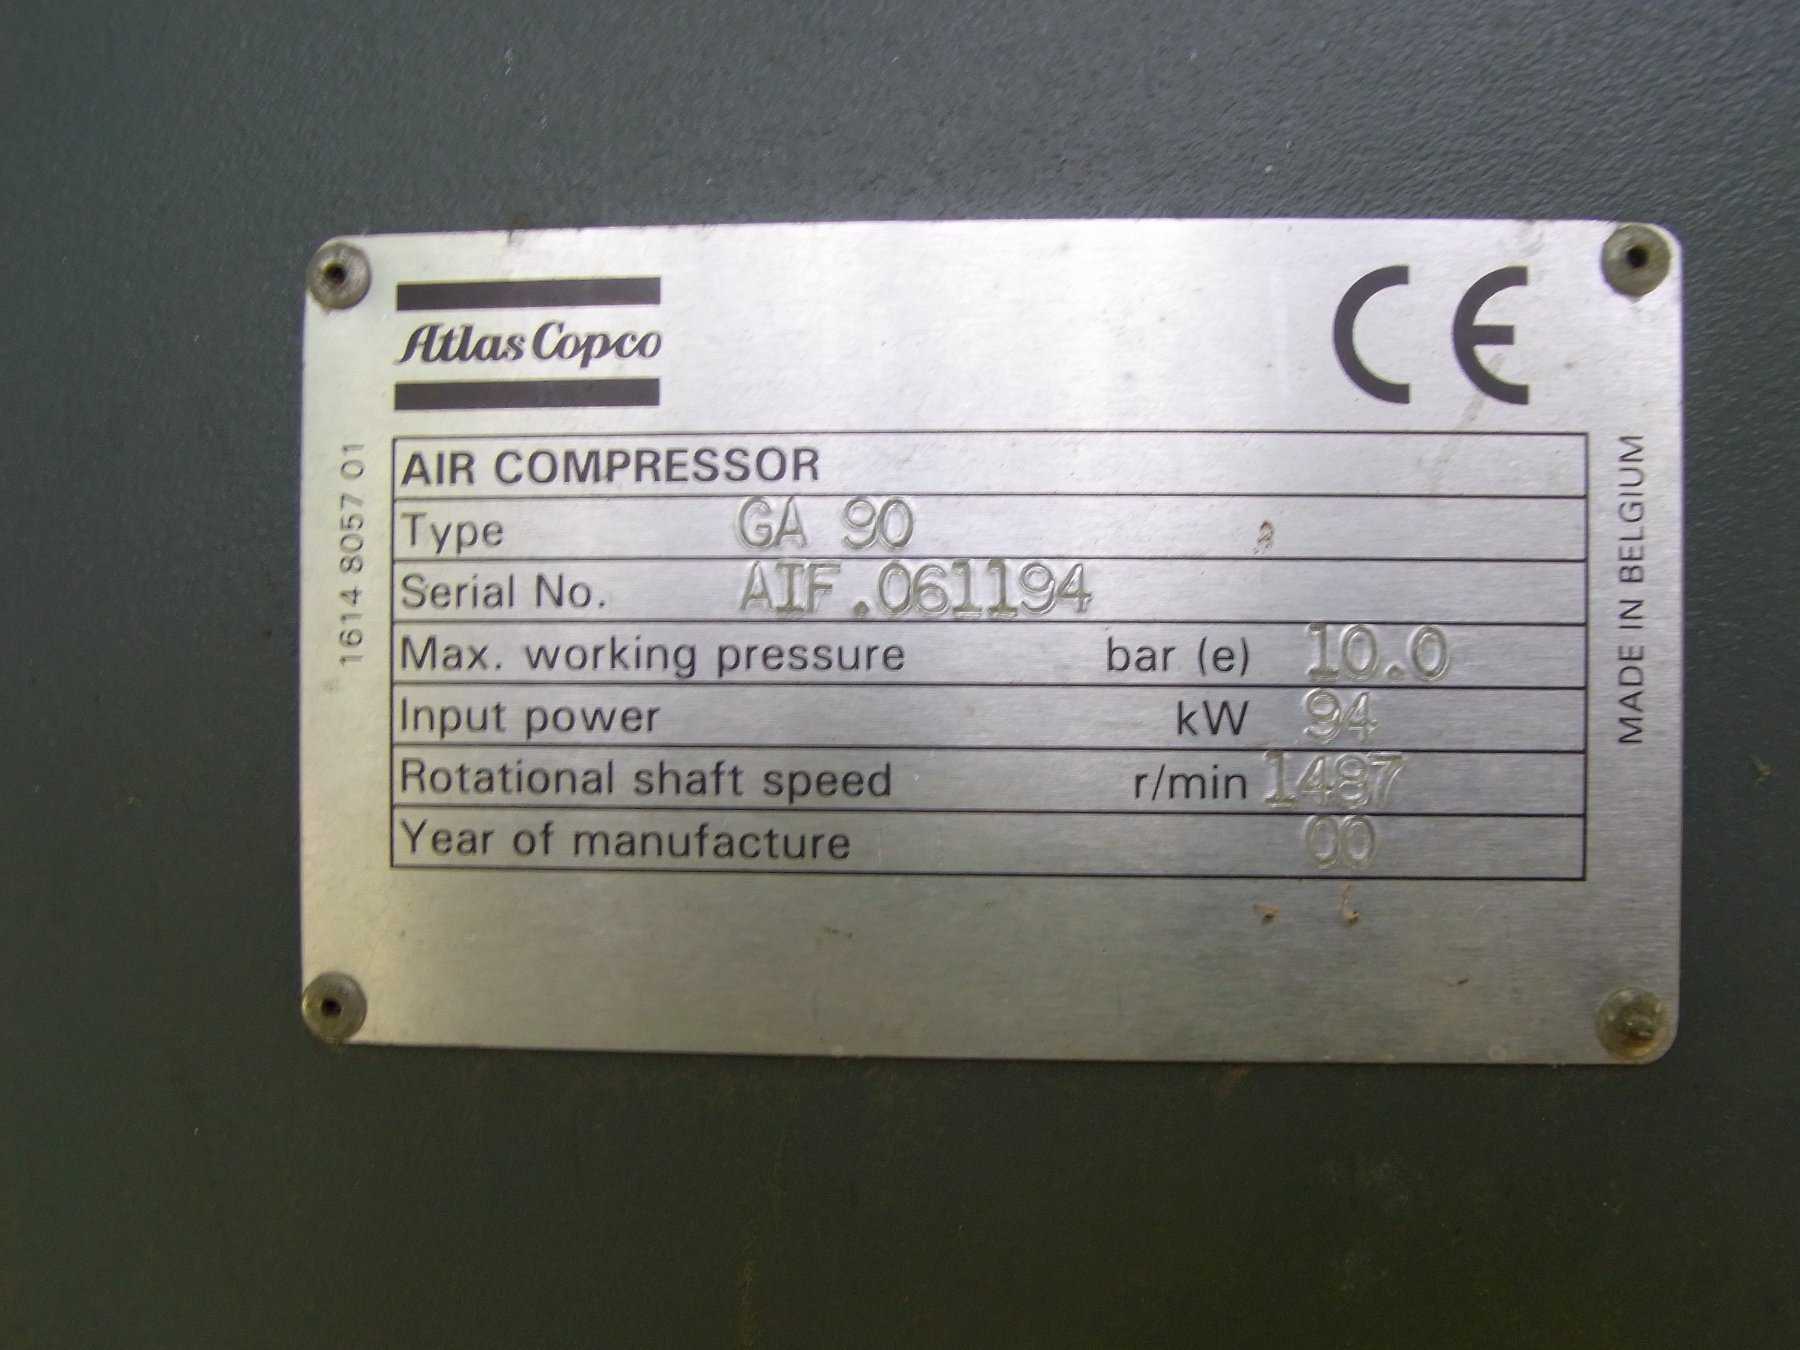 Atlas Copco
CE
AIR COMPRESSOR
Type GA 90
Serial No. AIF.061194
Max. working pressure bar (e) 10.0
Input power kW 94
Rotational shaft speed r/min 1487
Year of manufacture 00
1614 8057 01
MADE IN BELGIUM